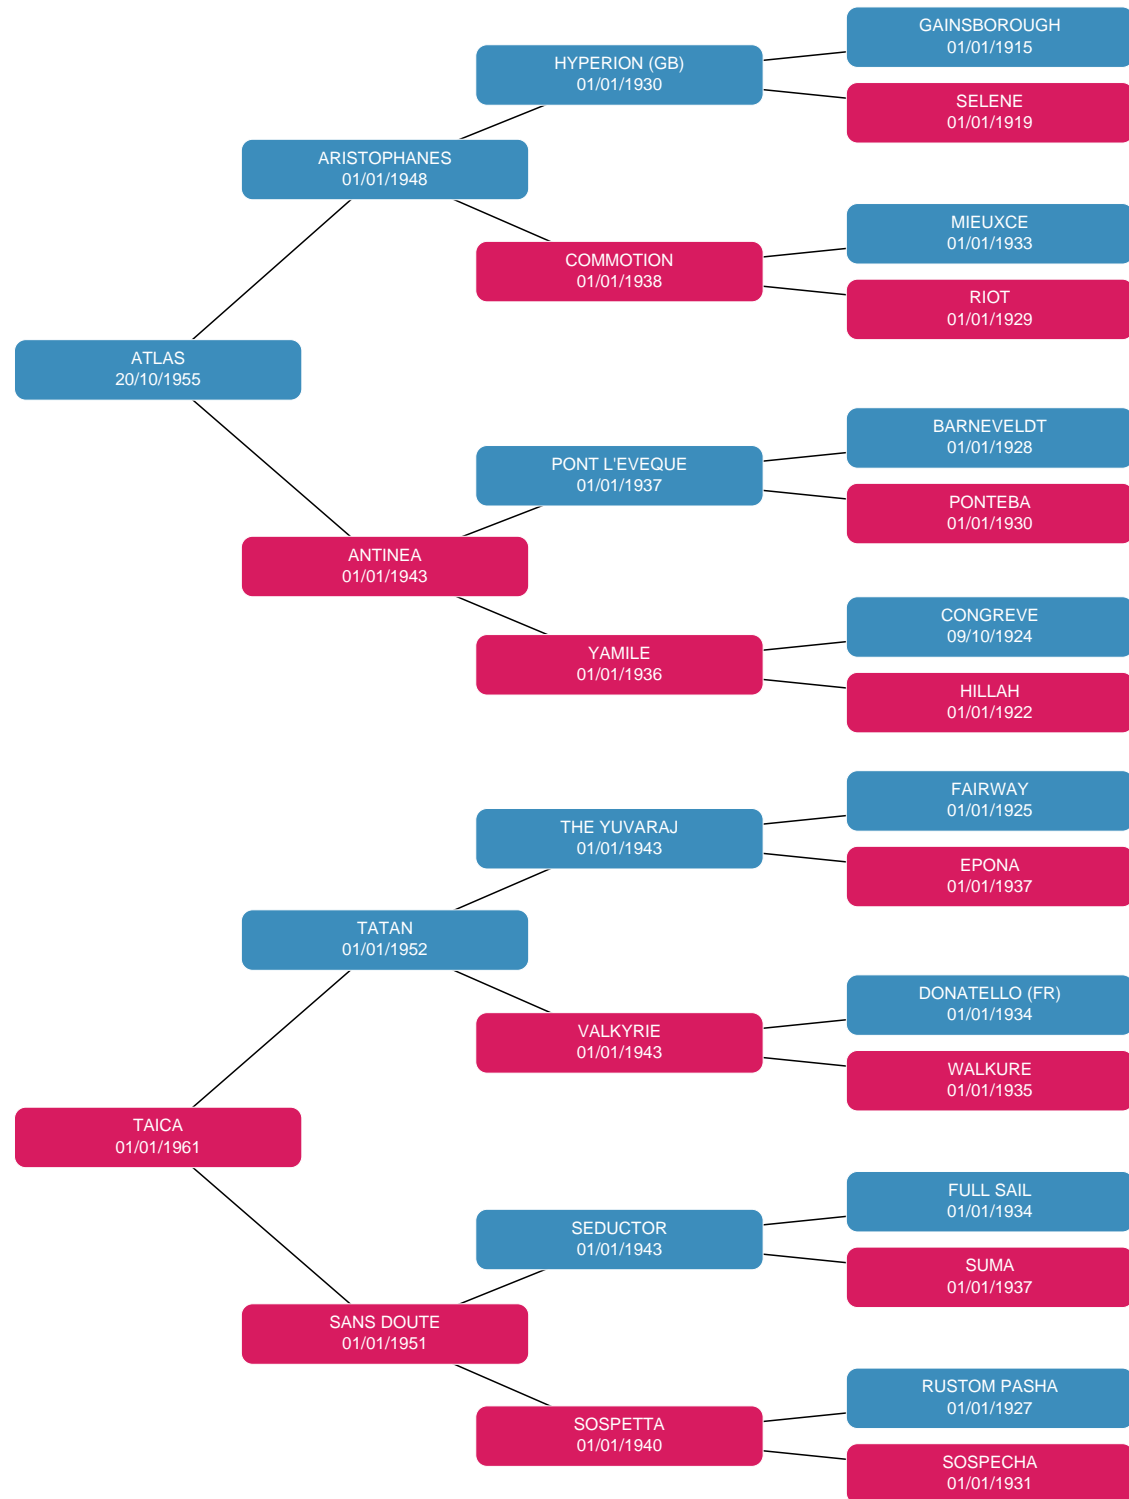 GAINSBOROUGH
01/01/1915
HYPERION (GB)
01/01/1930
SELENE
01/01/1919
ARISTOPHANES
01/01/1948
MIEUXCE
01/01/1933
COMMOTION
01/01/1938
RIOT
01/01/1929
ATLAS
20/10/1955
BARNEVELDT
01/01/1928
PONT L'EVEQUE
01/01/1937
PONTEBA
01/01/1930
ANTINEA
01/01/1943
CONGREVE
09/10/1924
YAMILE
01/01/1936
HILLAH
01/01/1922
FAIRWAY
01/01/1925
THE YUVARAJ
01/01/1943
EPONA
01/01/1937
TATAN
01/01/1952
DONATELLO (FR)
01/01/1934
VALKYRIE
01/01/1943
WALKURE
01/01/1935
TAICA
01/01/1961
FULL SAIL
01/01/1934
SEDUCTOR
01/01/1943
SUMA
01/01/1937
SANS DOUTE
01/01/1951
RUSTOM PASHA
01/01/1927
SOSPETTA
01/01/1940
SOSPECHA
01/01/1931